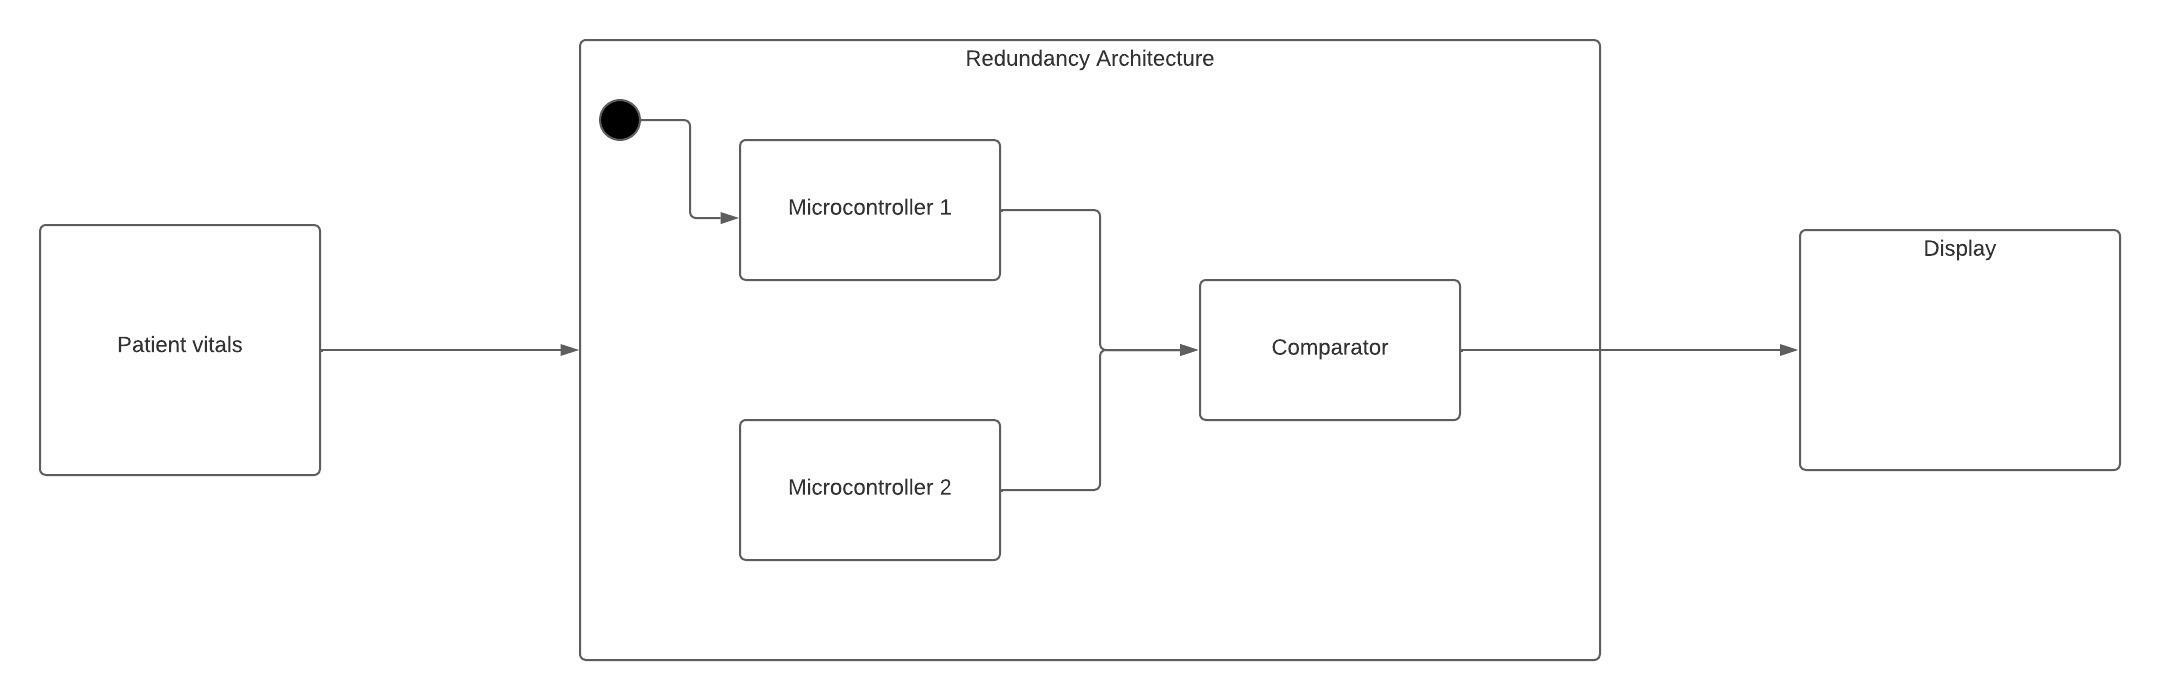 Redundancy Architecture
Microcontroller 1
Patient vitals
Display
Comparator
Microcontroller 2